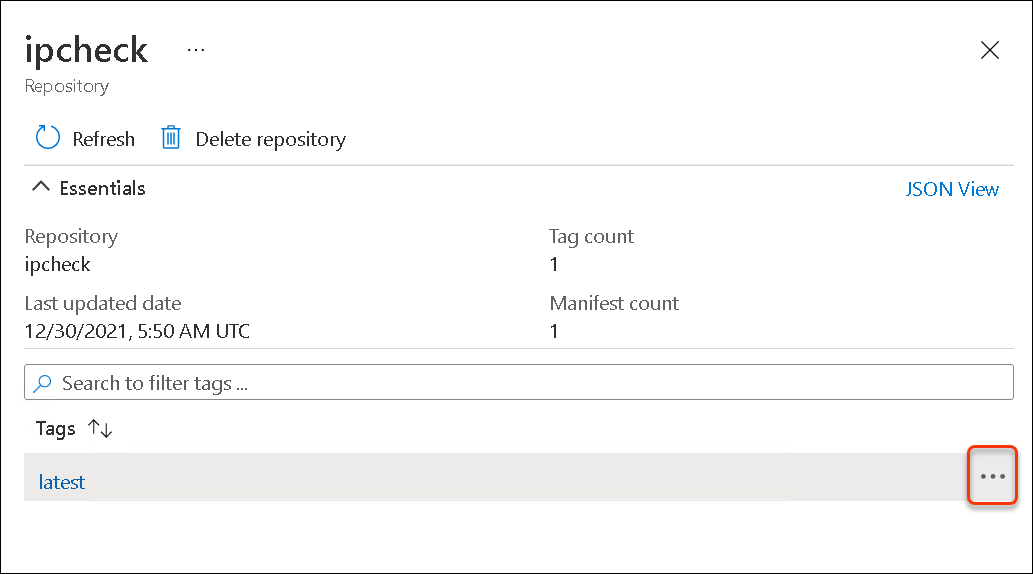 ipcheck ...
Repository
Refresh Delete repository
Essentials JSON View
Repository Tag count
ipcheck 1
Last updated date Manifest count
12/30/2021, 5:50 AM UTC 1
Search to filter tags ...
Tags ↑↓
latest ...